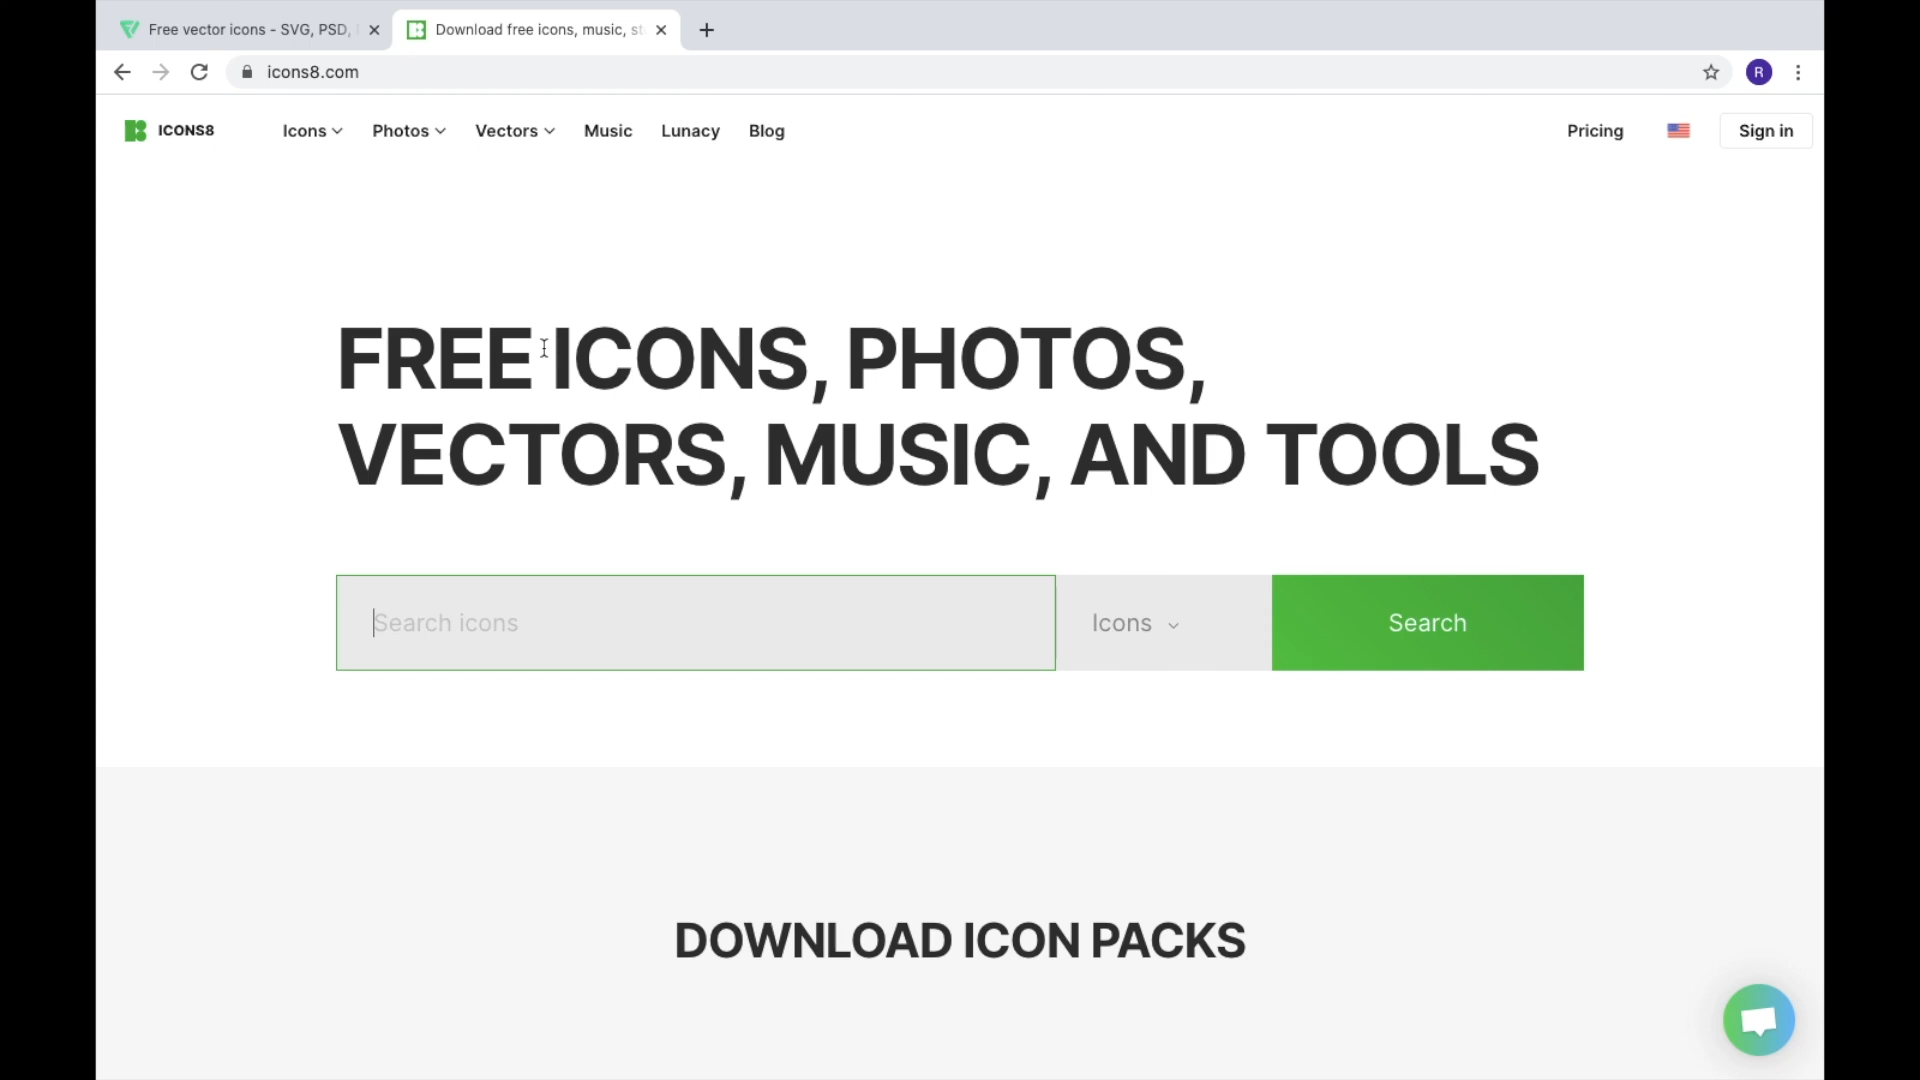 Free vector icons - SVG, PSD,
Download free icons, music, st
icons8.com
R
ICONS8
Icons
Photos
Vectors
Music
Lunacy
Blog
Pricing
Sign in
FREE ICONS, PHOTOS,
VECTORS, MUSIC, AND TOOLS
Search icons
Icons
Search
DOWNLOAD ICON PACKS